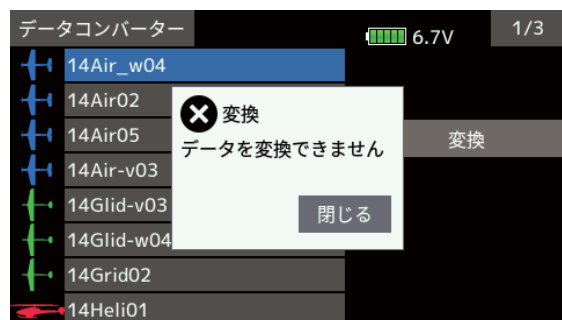 データコンバーター
6.7V
1/3
14Air_w04
14Air02
14Air05
14Air-v03
14Glid-v03
14Glid-w04
14Grid02
14Heli01
変換
データを変換できません
閉じる
変換